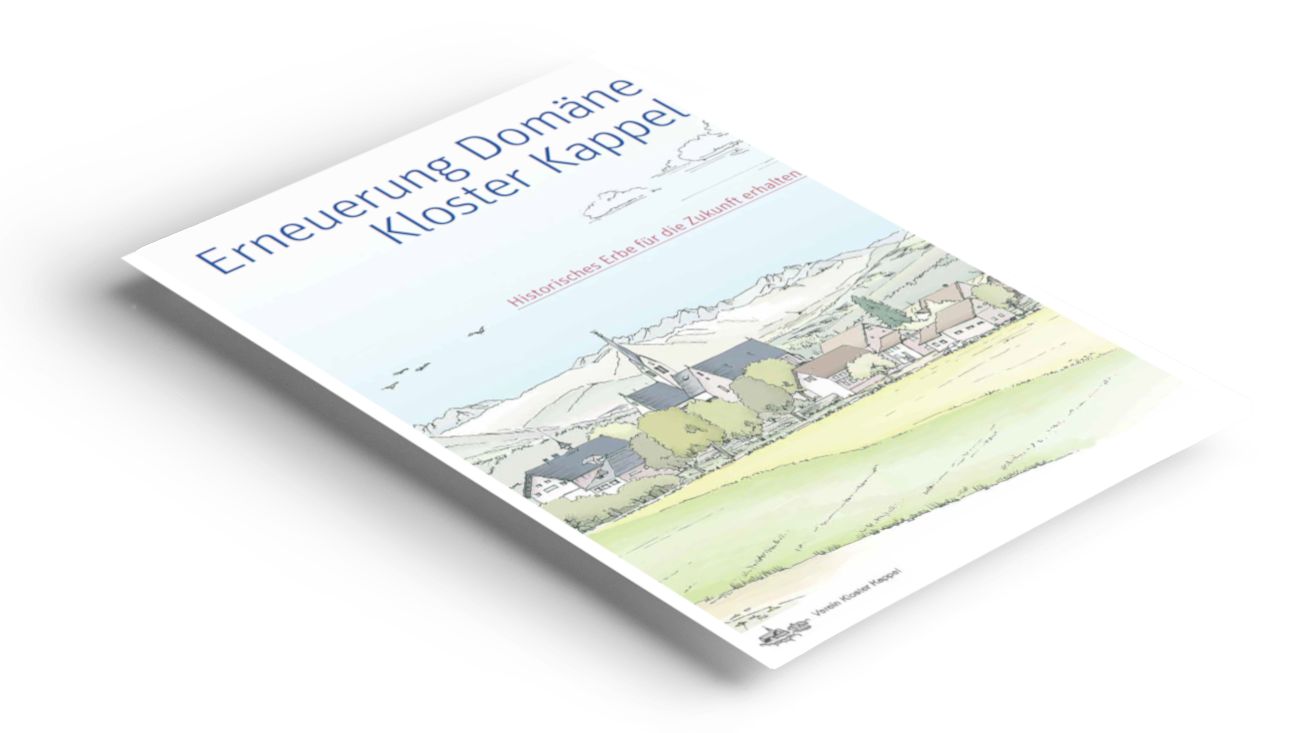 Erneuerung Domäne
Kloster Kappel
Historisches Erbe für die Zukunft erhalten
Verein Kloster Kappel